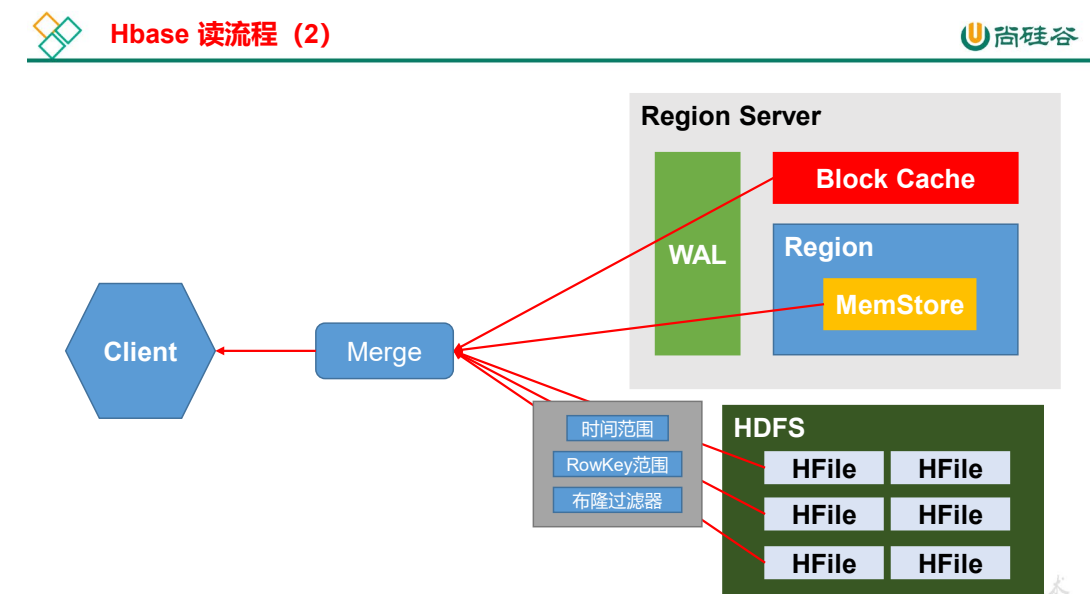 Hbase 读流程（2）
尚硅谷
Region Server
Block Cache
WAL
Region
MemStore
Client
Merge
时间范围
RowKey范围
布隆过滤器
HDFS
HFile HFile
HFile HFile
HFile HFile